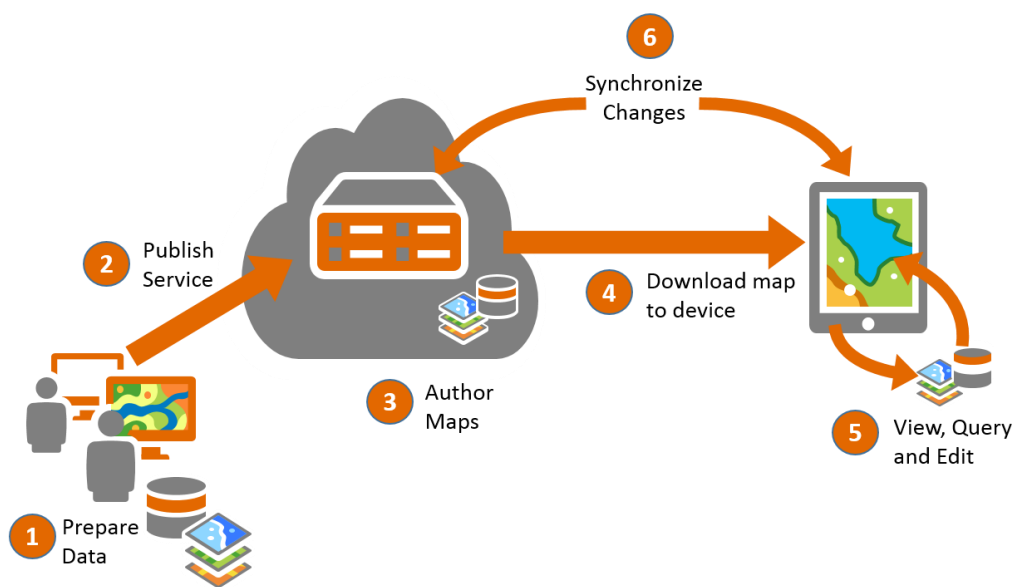 1
Prepare
Data
2
Publish
Service
3
Author
Maps
4
Download map
to device
5
View, Query
and Edit
6
Synchronize
Changes